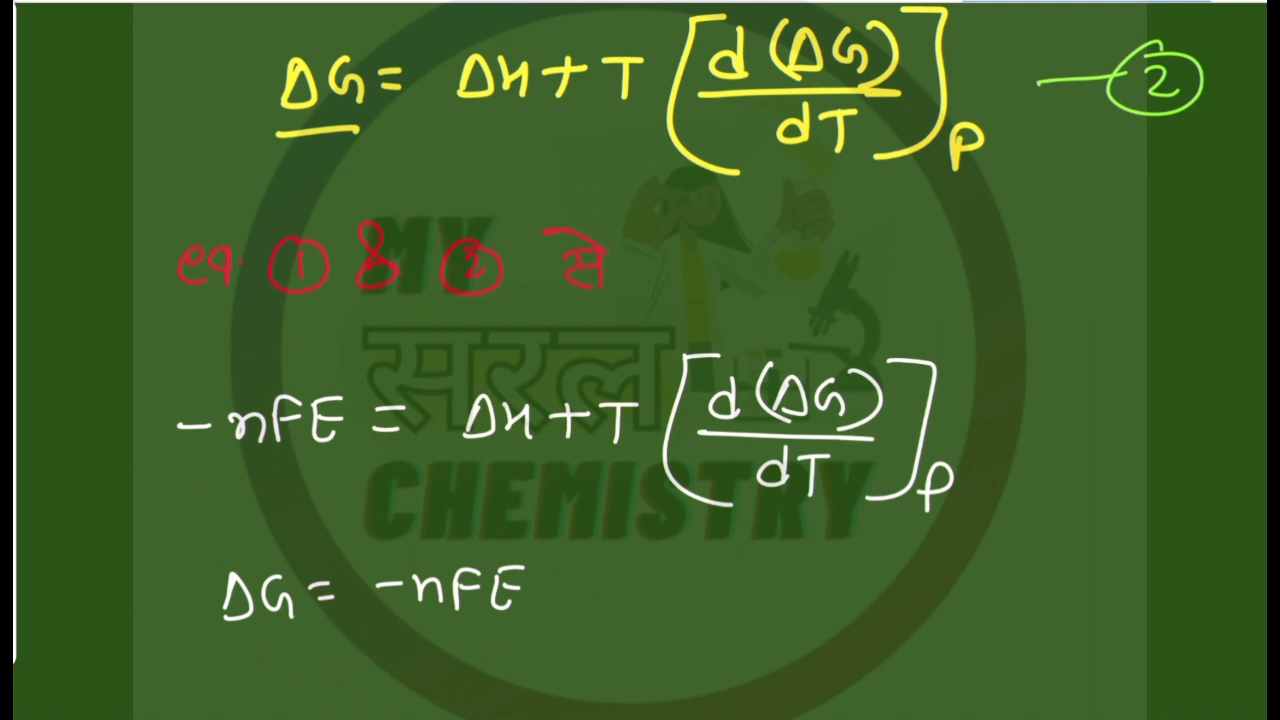 ΔG = ΔH + T [d(ΔG)/dT]P — ②
eq. ① & ② से
MY
सरल
-nFE = ΔH + T [d(ΔG)/dT]P
CHEMISTRY
ΔG = -nFE